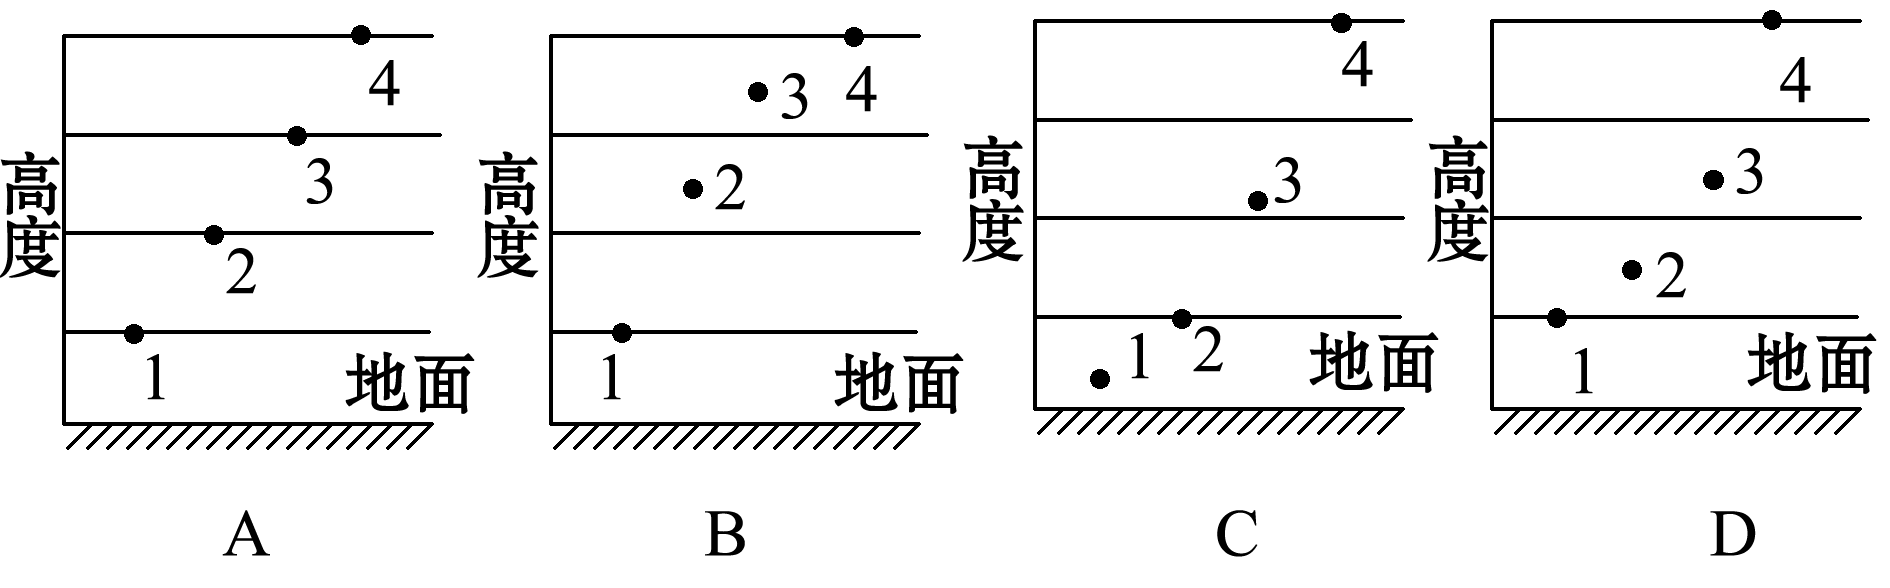 高度 4 3 2 1 地面
A
高度 3 4 2 1 地面
B
高度 4 3 1 2 地面
C
高度 4 3 2 1 地面
D